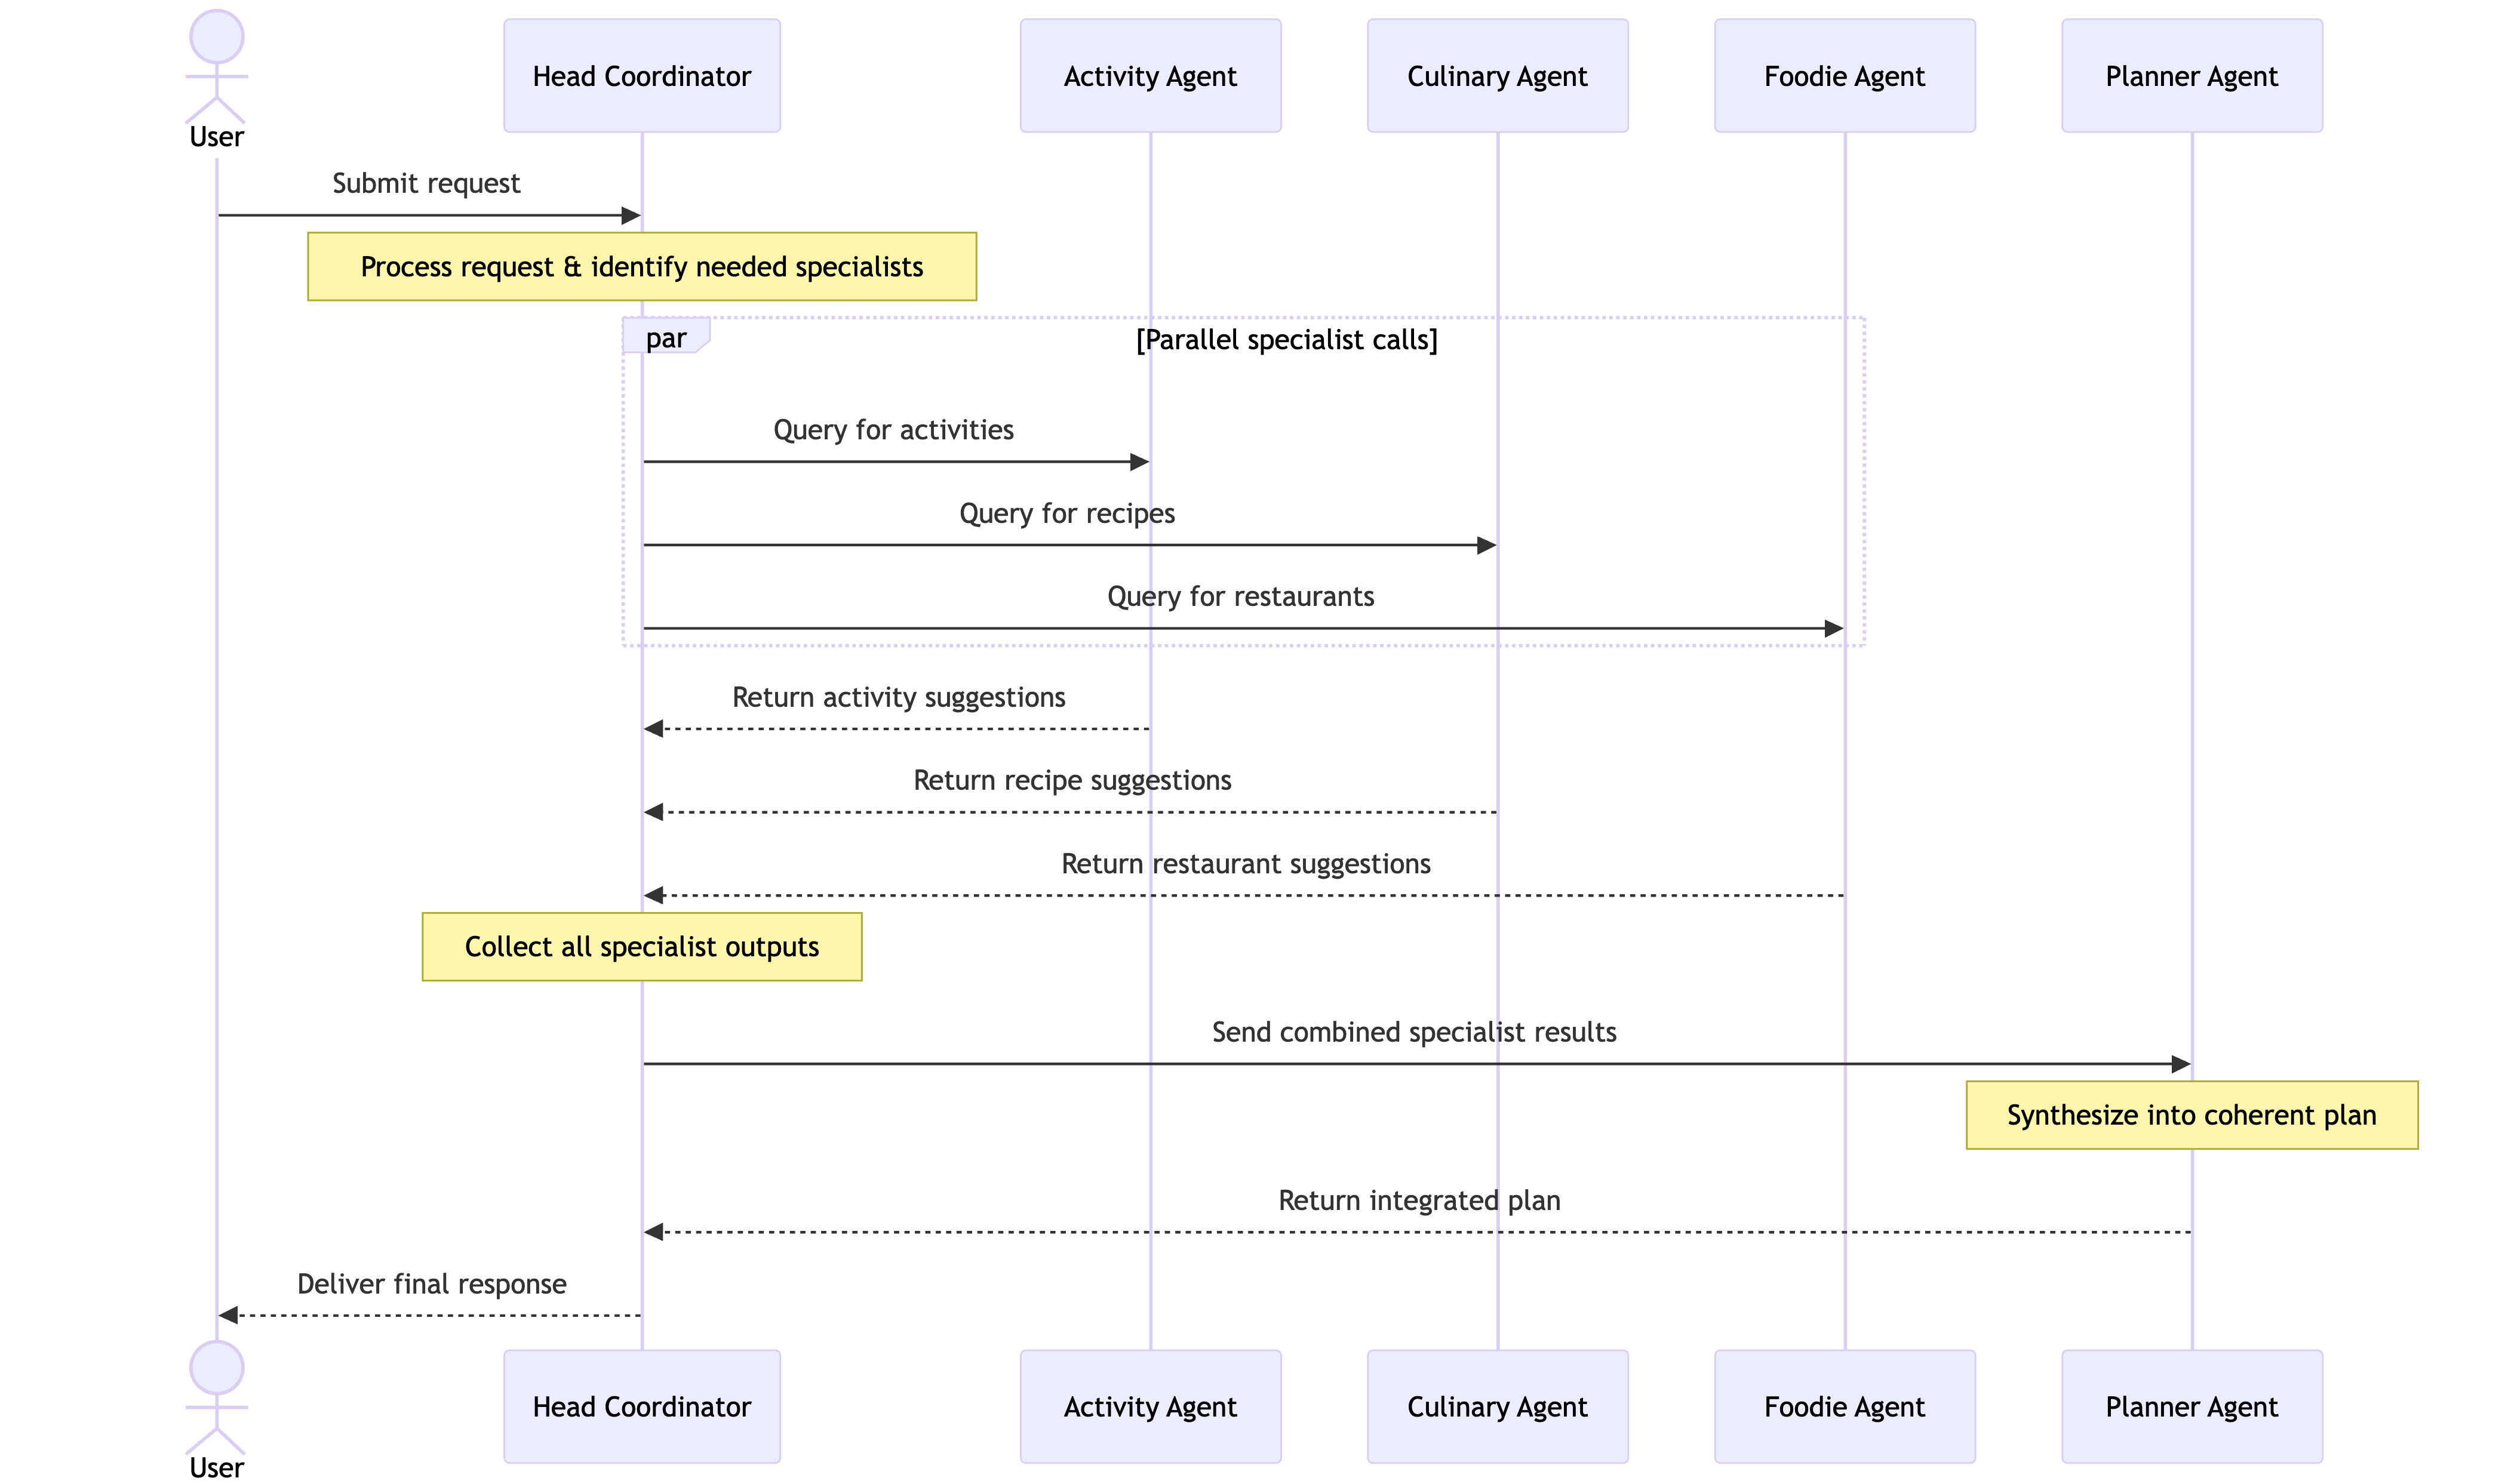 Head Coordinator
Activity Agent
Culinary Agent
Foodie Agent
Planner Agent
User
Submit request
Process request & identify needed specialists
par
[Parallel specialist calls]
Query for activities
Query for recipes
Query for restaurants
Return activity suggestions
Return recipe suggestions
Return restaurant suggestions
Collect all specialist outputs
Send combined specialist results
Synthesize into coherent plan
Return integrated plan
Deliver final response
Head Coordinator
Activity Agent
Culinary Agent
Foodie Agent
Planner Agent
User